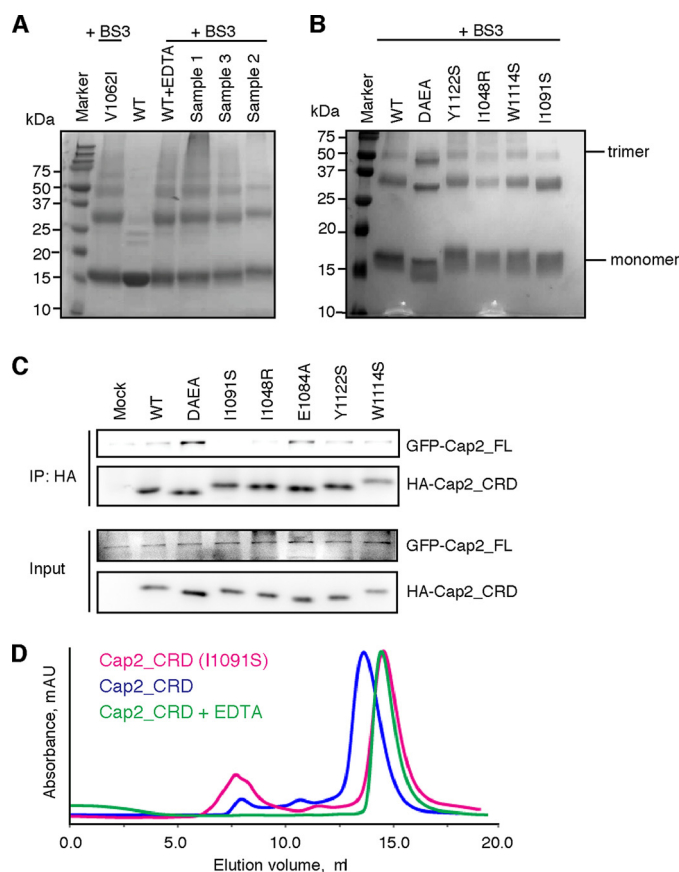 A
+ BS3
+ BS3
Marker
V1062I
WT
WT+EDTA
Sample 1
Sample 3
Sample 2
kDa
75
50
37
25
20
15
10
B
+ BS3
Marker
WT
DAEA
Y1122S
I1048R
W1114S
I1091S
kDa
75
50
37
25
20
15
10
trimer
monomer
C
Mock
WT
DAEA
I1091S
I1048R
E1084A
Y1122S
W1114S
IP: HA
GFP-Cap2_FL
HA-Cap2_CRD
Input
GFP-Cap2_FL
HA-Cap2_CRD
D
Cap2_CRD (I1091S)
Cap2_CRD
Cap2_CRD + EDTA
Absorbance, mAU
0.0 5.0 10.0 15.0 20.0
Elution volume, ml